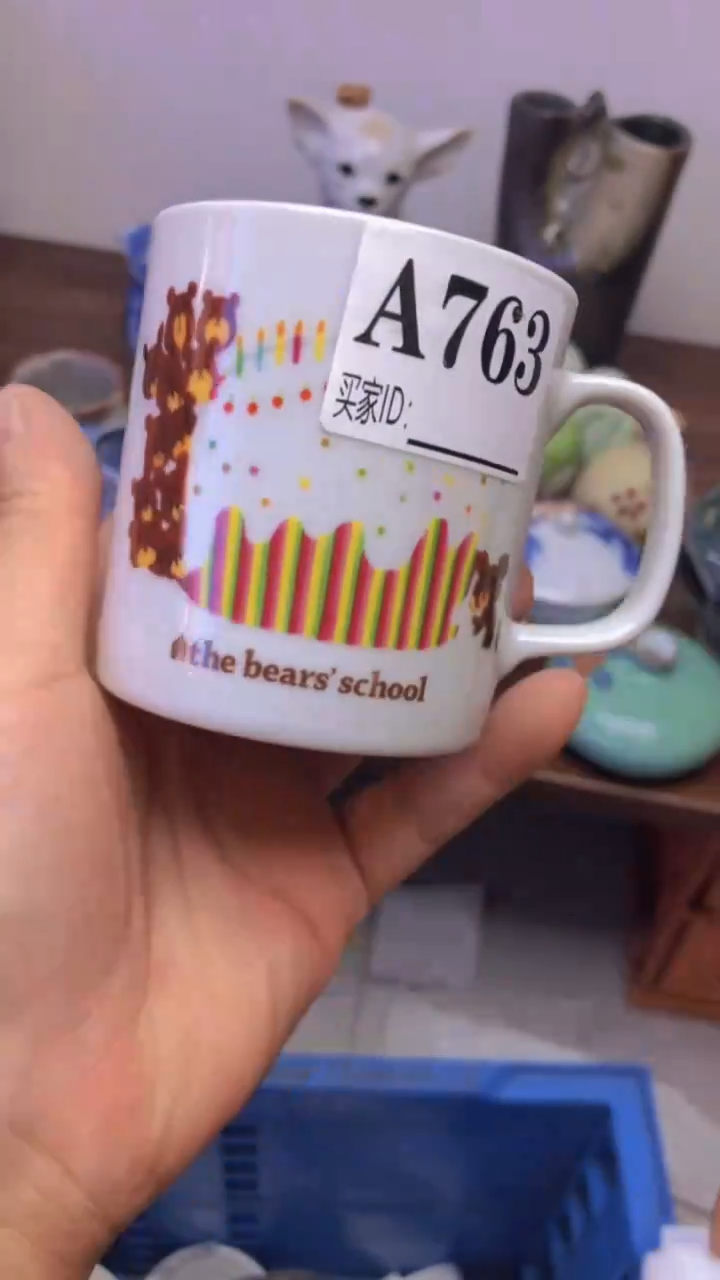 A763
买家ID:
the bears' school